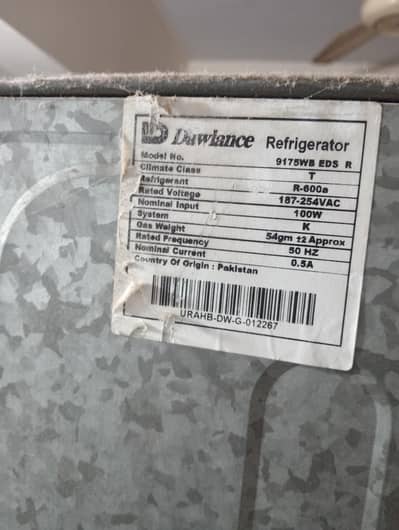 Dawlance Refrigerator
Model No. 9175WB EDS R
Climate Class T
Refrigerant R-600a
Rated Voltage 187-254VAC
Nominal Input 100W
System K
Gas Weight 54gm ±2 Approx
Rated Frequency 50 HZ
Nominal Current 0.5A
Country Of Origin : Pakistan
URAHB-DW-G-012267